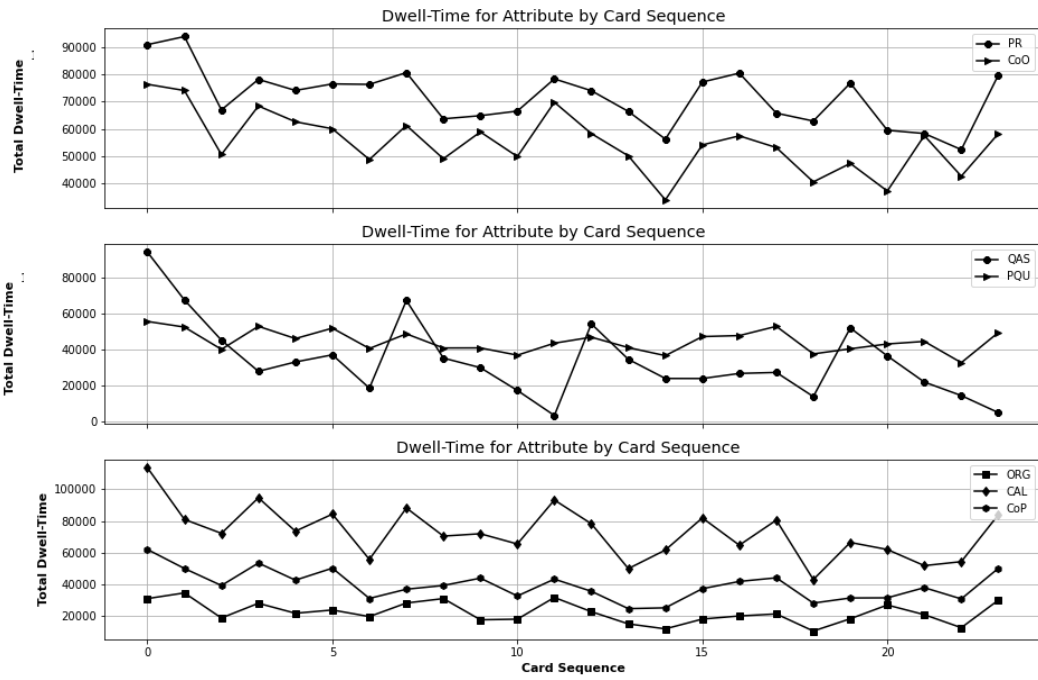 Dwell-Time for Attribute by Card Sequence
Total Dwell-Time
90000
80000
70000
60000
50000
40000
PR
CoO
Dwell-Time for Attribute by Card Sequence
Total Dwell-Time
80000
60000
40000
20000
0
QAS
PQU
Dwell-Time for Attribute by Card Sequence
Total Dwell-Time
100000
80000
60000
40000
20000
ORG
CAL
CoP
0
5
10
15
20
Card Sequence